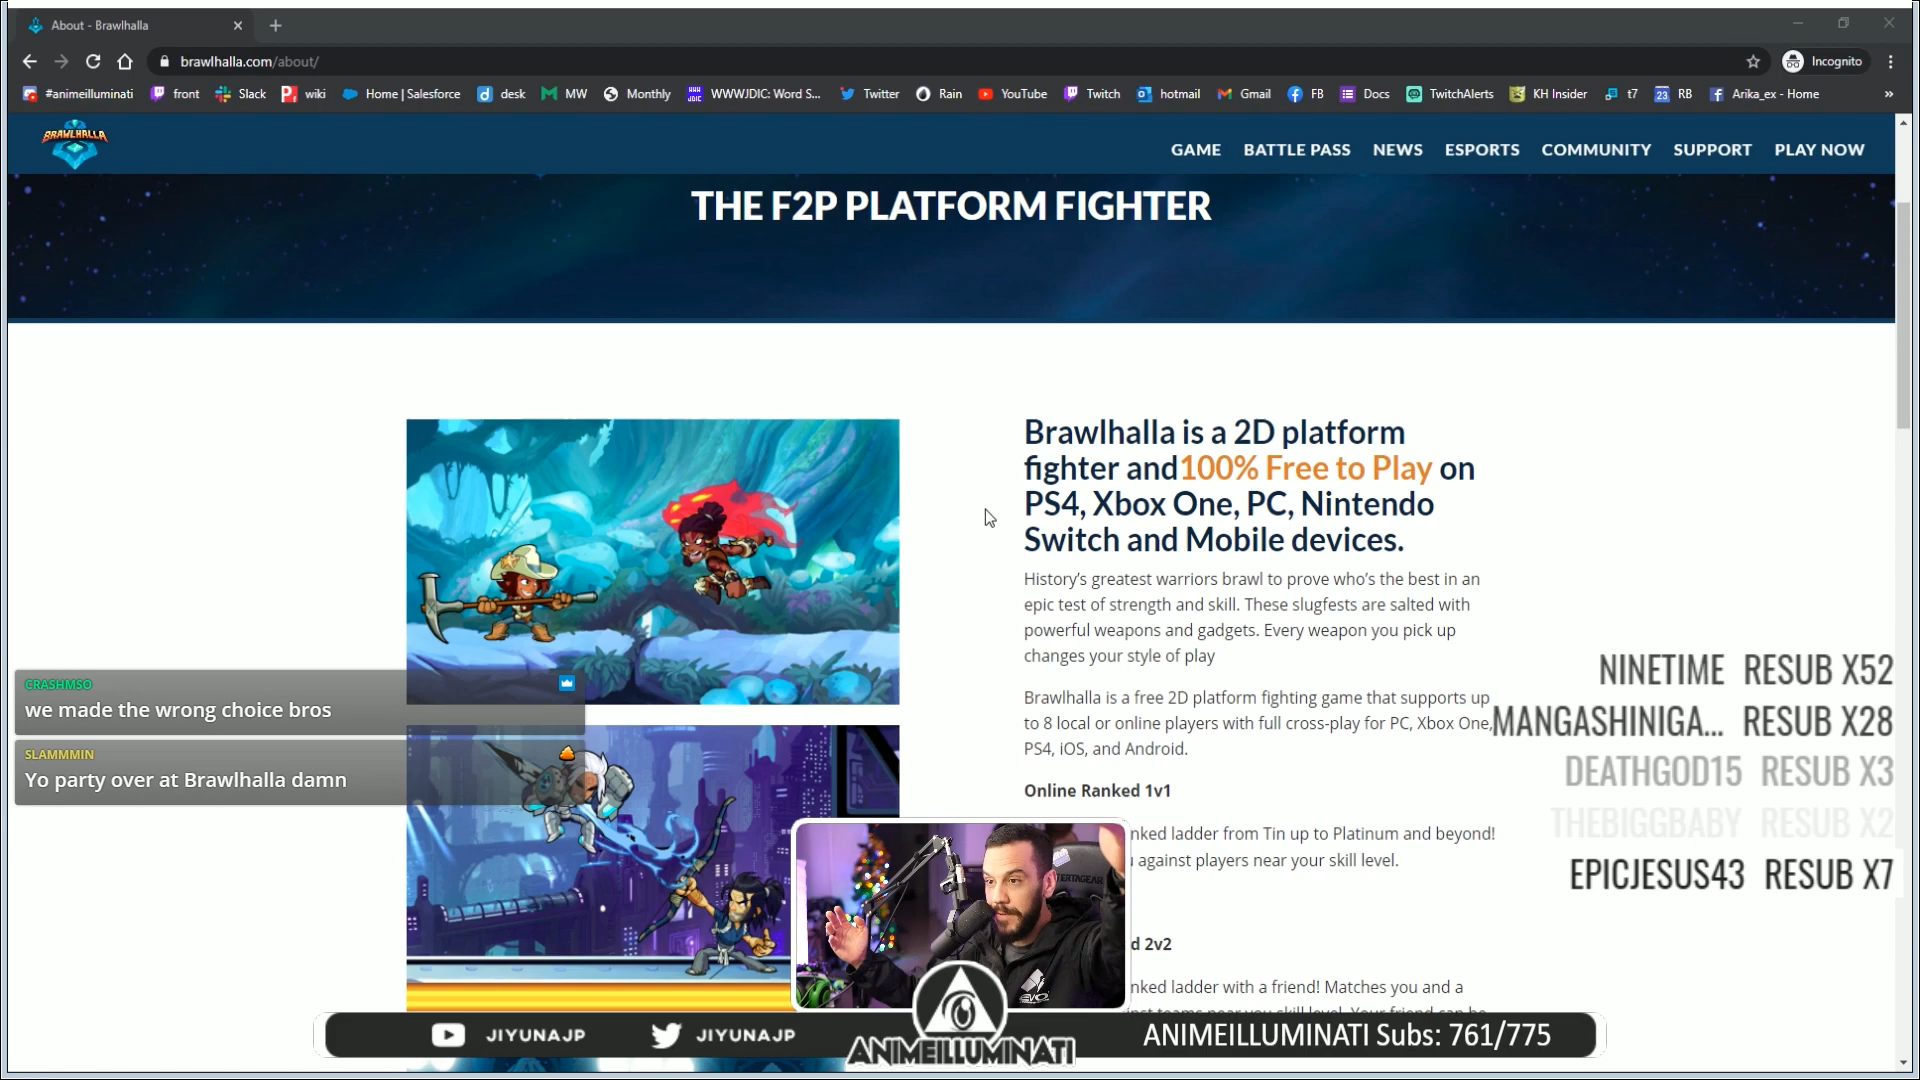 About - Brawlhalla
brawlhalla.com/about/
Incognito
#animeilluminati front Slack wiki Home | Salesforce desk MW Monthly WWWJDIC: Word S... Twitter Rain YouTube Twitch hotmail Gmail FB Docs TwitchAlerts KH Insider t7 RB Arika_ex - Home »
23
BRAWLHALLA
GAME BATTLE PASS NEWS ESPORTS COMMUNITY SUPPORT PLAY NOW
THE F2P PLATFORM FIGHTER
Brawlhalla is a 2D platform
fighter and100% Free to Play on
PS4, Xbox One, PC, Nintendo
Switch and Mobile devices.
History's greatest warriors brawl to prove who's the best in an
epic test of strength and skill. These slugfests are salted with
powerful weapons and gadgets. Every weapon you pick up
changes your style of play
Brawlhalla is a free 2D platform fighting game that supports up
to 8 local or online players with full cross-play for PC, Xbox One,
PS4, iOS, and Android.
Online Ranked 1v1
nked ladder from Tin up to Platinum and beyond!
against players near your skill level.
d 2v2
nked ladder with a friend! Matches you and a
CRASHMSO
we made the wrong choice bros
SLAMMMIN
Yo party over at Brawlhalla damn
NINETIME RESUB X52
MANGASHINIGA... RESUB X28
DEATHGOD15 RESUB X3
THEBIGGBABY RESUB X2
EPICJESUS43 RESUB X7
TERTAGEAR
EVO
JIYUNAJP JIYUNAJP
ANIMEILLUMINATI
ANIMEILLUMINATI Subs: 761/775